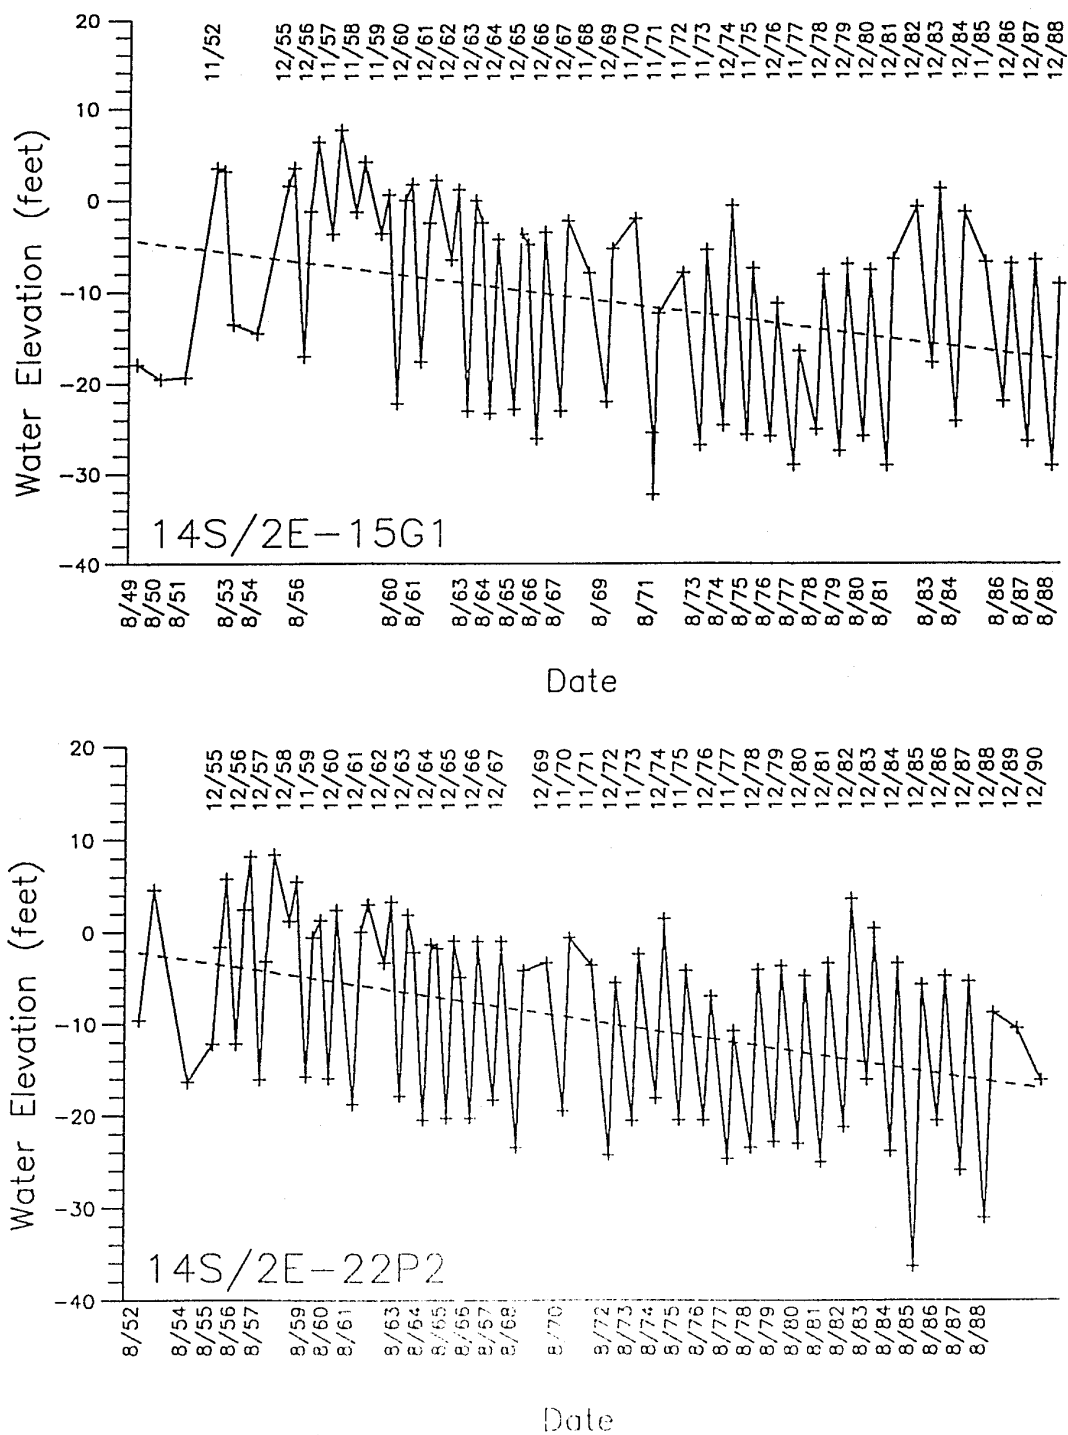 20
10
0
−10
−20
−30
−40
Water Elevation (feet)
11/52 12/55 12/56 11/57 11/58 11/59 12/60 12/61 12/62 12/63 12/64 12/65 12/66 12/67 11/68 12/69 11/70 11/71 11/72 11/73 12/74 11/75 12/76 11/77 12/78 12/79 12/80 12/81 12/82 12/83 12/84 11/85 12/86 12/87 12/88
14S/2E−15G1
8/49 8/50 8/51 8/53 8/54 8/56 8/60 8/61 8/63 8/64 8/65 8/66 8/67 8/69 8/71 8/73 8/74 8/75 8/76 8/77 8/78 8/79 8/80 8/81 8/83 8/84 8/86 8/87 8/88
Date
20
10
0
−10
−20
−30
−40
Water Elevation (feet)
12/55 12/56 12/57 12/58 11/59 12/60 12/61 12/62 12/63 12/64 12/65 12/66 12/67 12/69 11/70 11/71 12/72 11/73 12/74 11/75 12/76 11/77 12/78 12/79 12/80 12/81 12/82 12/83 12/84 12/85 12/86 12/87 12/88 12/89 12/90
14S/2E−22P2
8/52 8/54 8/55 8/56 8/57 8/59 8/60 8/61 8/63 8/64 8/65 8/66 8/67 8/68 8/70 8/72 8/73 8/74 8/75 8/76 8/77 8/78 8/79 8/80 8/81 8/82 8/83 8/84 8/85 8/86 8/87 8/88
Date